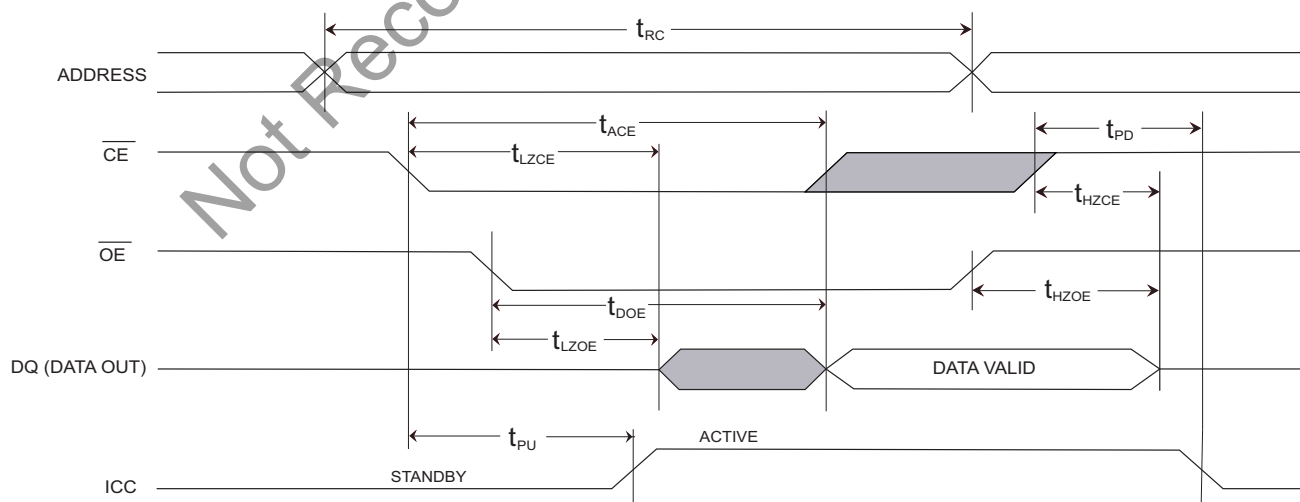 Not Reco
tRC
ADDRESS
tACE
tPD
CE
tLZCE
tHZCE
OE
tHZOE
tDOE
tLZOE
DQ (DATA OUT)
DATA VALID
tPU
ACTIVE
STANDBY
ICC